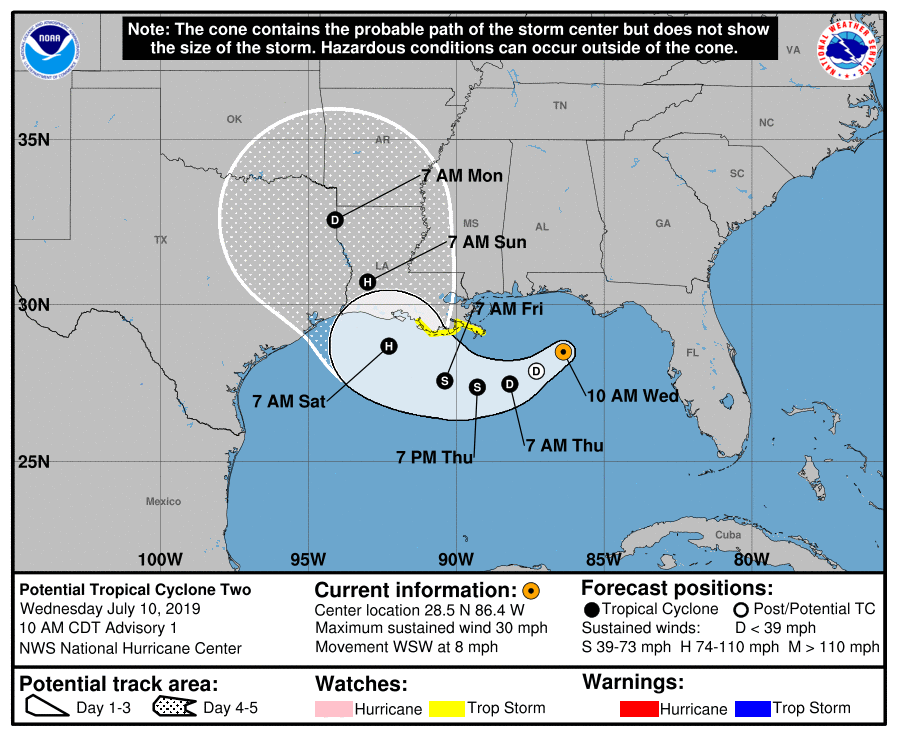 Note: The cone contains the probable path of the storm center but does not show
the size of the storm. Hazardous conditions can occur outside of the cone.
NOAA
NATIONAL WEATHER SERVICE
VA
OK
TN
AR
NC
35N
SC
7 AM Mon
D
MS
AL
GA
TX
7 AM Sun
LA
H
30N
7 AM Fri
H
FL
D
S
S
D
10 AM Wed
7 AM Sat
7 AM Thu
7 PM Thu
25N
Mexico
Cuba
100W
95W
90W
85W
80W
Potential Tropical Cyclone Two
Wednesday July 10, 2019
10 AM CDT Advisory 1
NWS National Hurricane Center
Current information:
Center location 28.5 N 86.4 W
Maximum sustained wind 30 mph
Movement WSW at 8 mph
Forecast positions:
Tropical Cyclone Post/Potential TC
Sustained winds: D < 39 mph
S 39-73 mph H 74-110 mph M > 110 mph
Potential track area:
Day 1-3 Day 4-5
Watches:
Hurricane Trop Storm
Warnings:
Hurricane Trop Storm